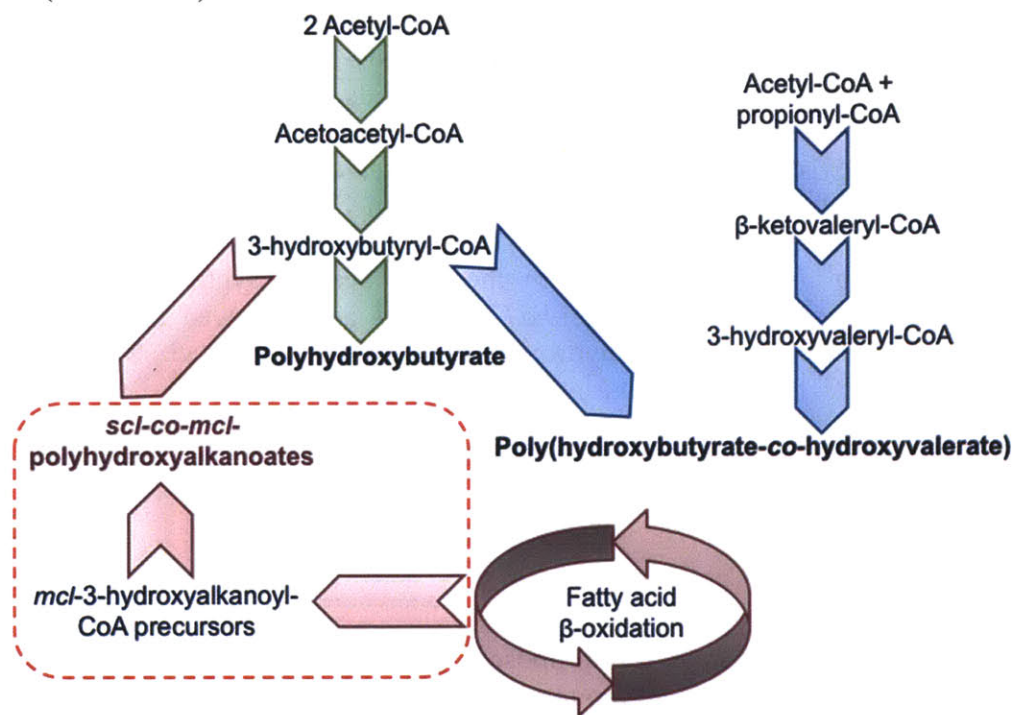 2 Acetyl-CoA
Acetoacetyl-CoA
3-hydroxybutyryl-CoA
Polyhydroxybutyrate
Acetyl-CoA +
propionyl-CoA
β-ketovaleryl-CoA
3-hydroxyvaleryl-CoA
Poly(hydroxybutyrate-co-hydroxyvalerate)
scl-co-mcl-
polyhydroxyalkanoates
mcl-3-hydroxyalkanoyl-
CoA precursors
Fatty acid
β-oxidation